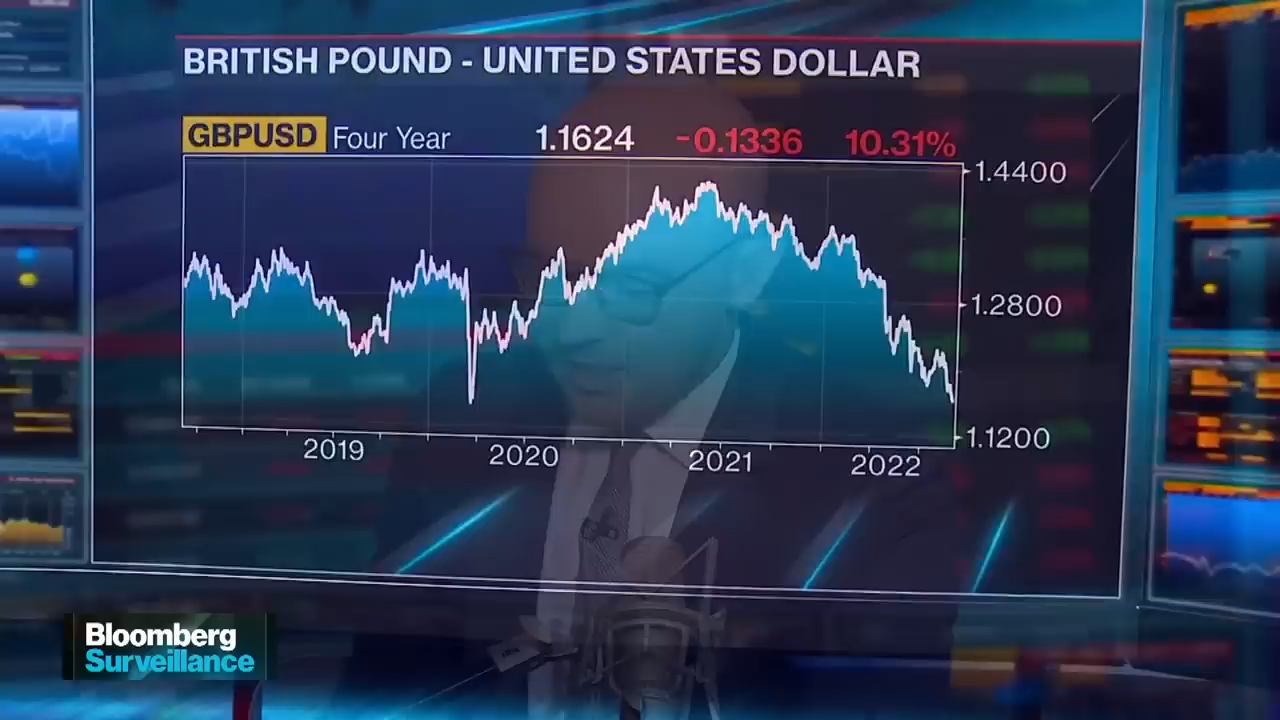 BRITISH POUND - UNITED STATES DOLLAR
GBPUSD Four Year 1.1624 -0.1336 10.31%
1.4400
1.2800
1.1200
2019 2020 2021 2022
Bloomberg
Surveillance